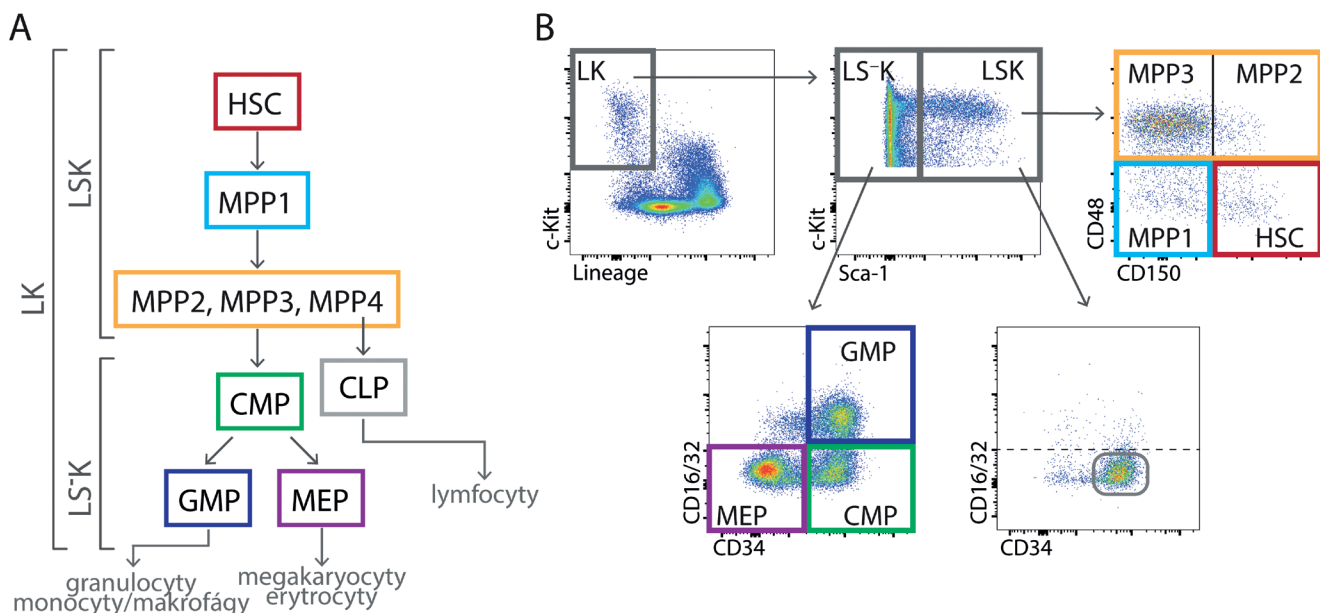 A
LK
LSK
LS⁻K
HSC
MPP1
MPP2, MPP3, MPP4
CMP
CLP
GMP
MEP
lymfocyty
granulocyty
monocyty/makrofágy
megakaryocyty
erytrocyty
B
LK
c-Kit
Lineage
LS⁻K
LSK
c-Kit
Sca-1
MPP3
MPP2
MPP1
HSC
CD48
CD150
GMP
MEP
CMP
CD16/32
CD34
CD16/32
CD34